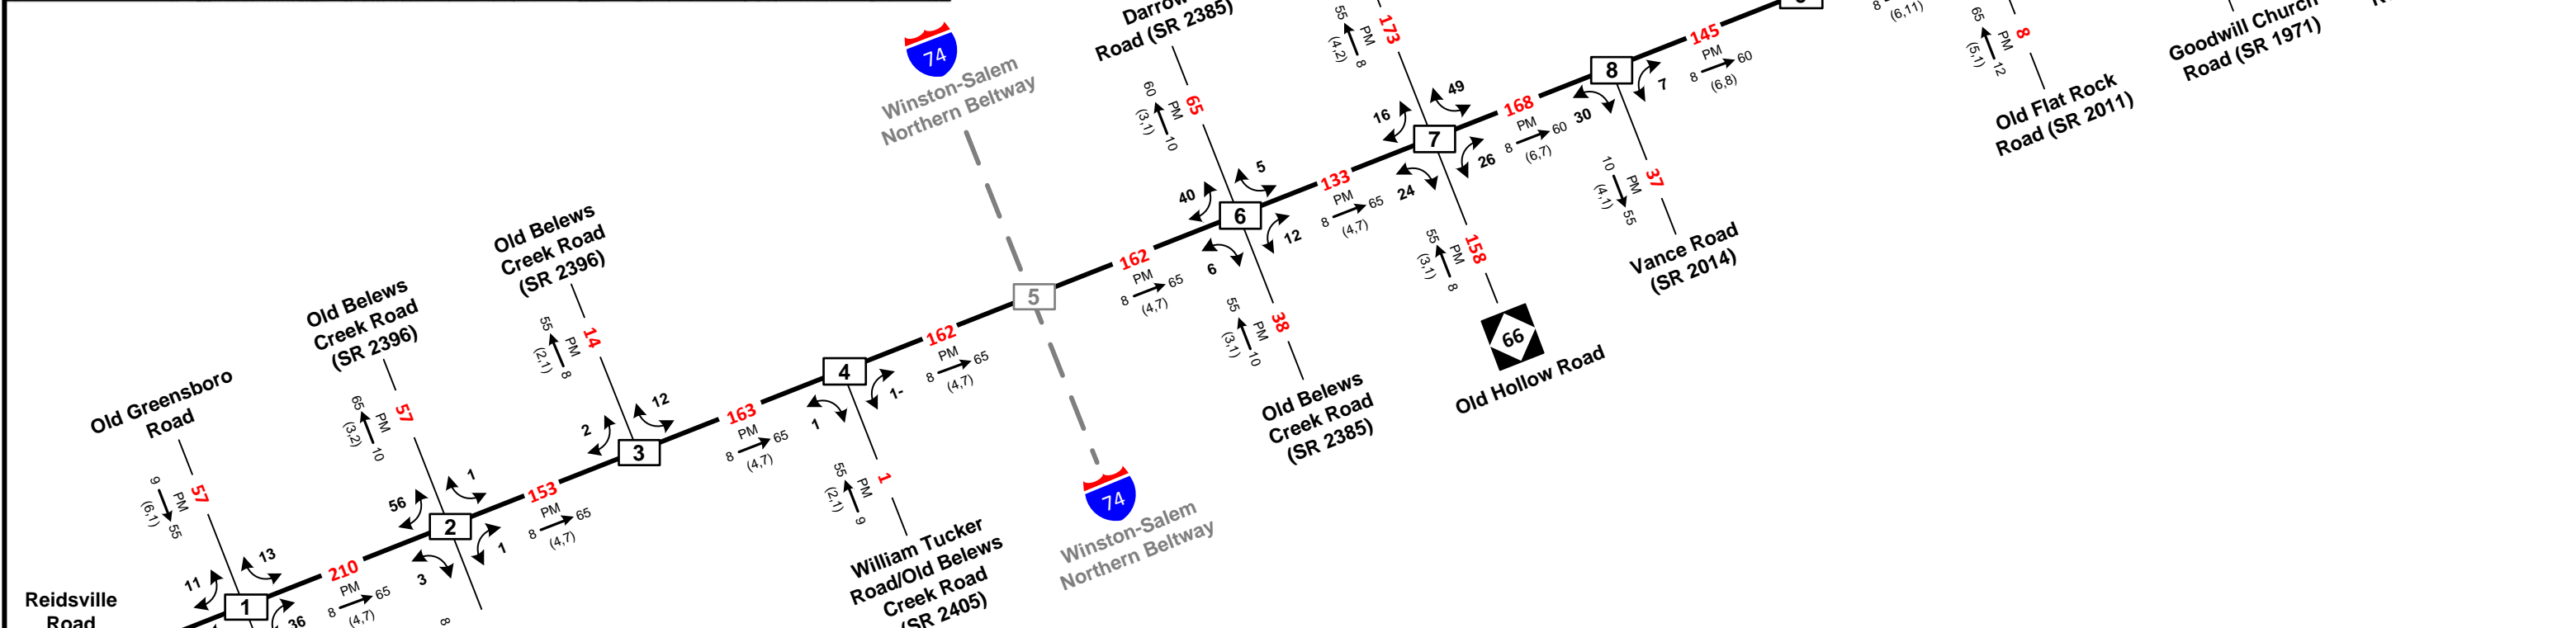 Darrow
Road (SR 2385)
Goodwill Church
Road (SR 1971)
Old Flat Rock
Road (SR 2011)
65
PM
(5,1)
12
8
8
(6,11)
145
PM
8
60
(6,8)
8
7
30
168
PM
8
60
(6,7)
10
PM
(4,1)
55
37
Vance Road
(SR 2014)
55
PM
(4,2)
8
173
49
16
7
26
24
158
55
PM
(3,1)
8
66
Old Hollow Road
133
PM
8
65
(4,7)
60
PM
(3,1)
10
65
5
40
6
12
6
38
55
PM
(3,1)
10
Old Belews
Creek Road
(SR 2385)
74
Winston-Salem
Northern Beltway
162
PM
8
65
(4,7)
5
74
Winston-Salem
Northern Beltway
162
PM
8
65
(4,7)
4
1
1-
1
55
PM
(2,1)
9
William Tucker
Road/Old Belews
Creek Road
(SR 2405)
163
PM
8
65
(4,7)
Old Belews
Creek Road
(SR 2396)
55
PM
(2,1)
8
14
2
12
3
153
PM
8
65
(4,7)
Old Belews
Creek Road
(SR 2396)
65
PM
(3,2)
10
57
56
1
2
1
3
8
210
PM
8
65
(4,7)
Old Greensboro
Road
9
PM
(6,1)
55
57
11
13
1
36
Reidsville
Road